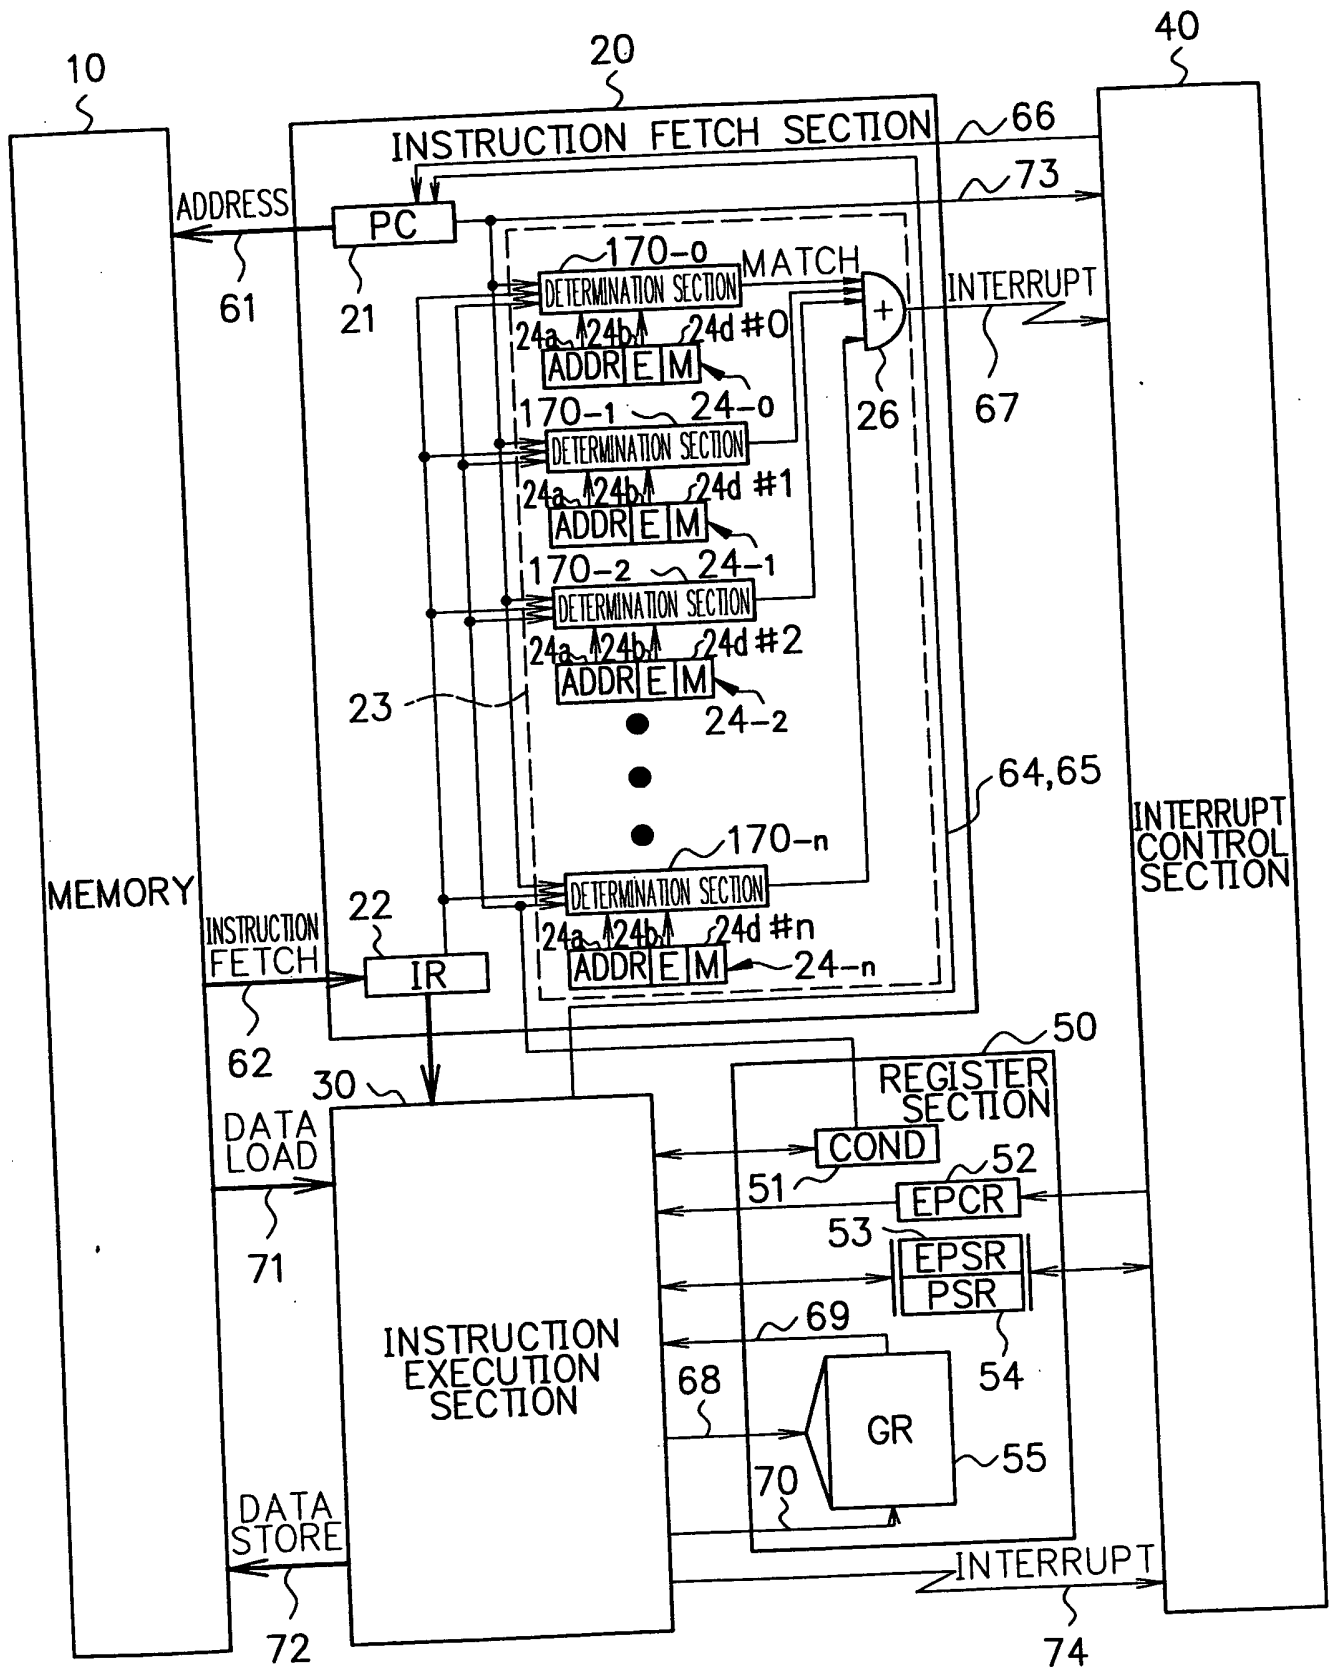 10
20
40
INSTRUCTION FETCH SECTION
66
ADDRESS
PC
73
61
21
170-0
MATCH
INTERRUPT
DETERMINATION SECTION
+
24a
24b
24d #0
ADDR E M
26
67
170-1
24-0
DETERMINATION SECTION
24a
24b
24d #1
ADDR E M
170-2
24-1
DETERMINATION SECTION
24a
24b
24d #2
ADDR E M
23
24-2
64,65
170-n
INTERRUPT
CONTROL
SECTION
MEMORY
DETERMINATION SECTION
22
INSTRUCTION
FETCH
24a
24b
24d #n
IR
ADDR E M
24-n
62
50
30
REGISTER
SECTION
DATA
LOAD
COND
51
52
EPCR
71
53
EPSR
PSR
69
54
INSTRUCTION
EXECUTION
SECTION
68
GR
55
70
DATA
STORE
INTERRUPT
72
74